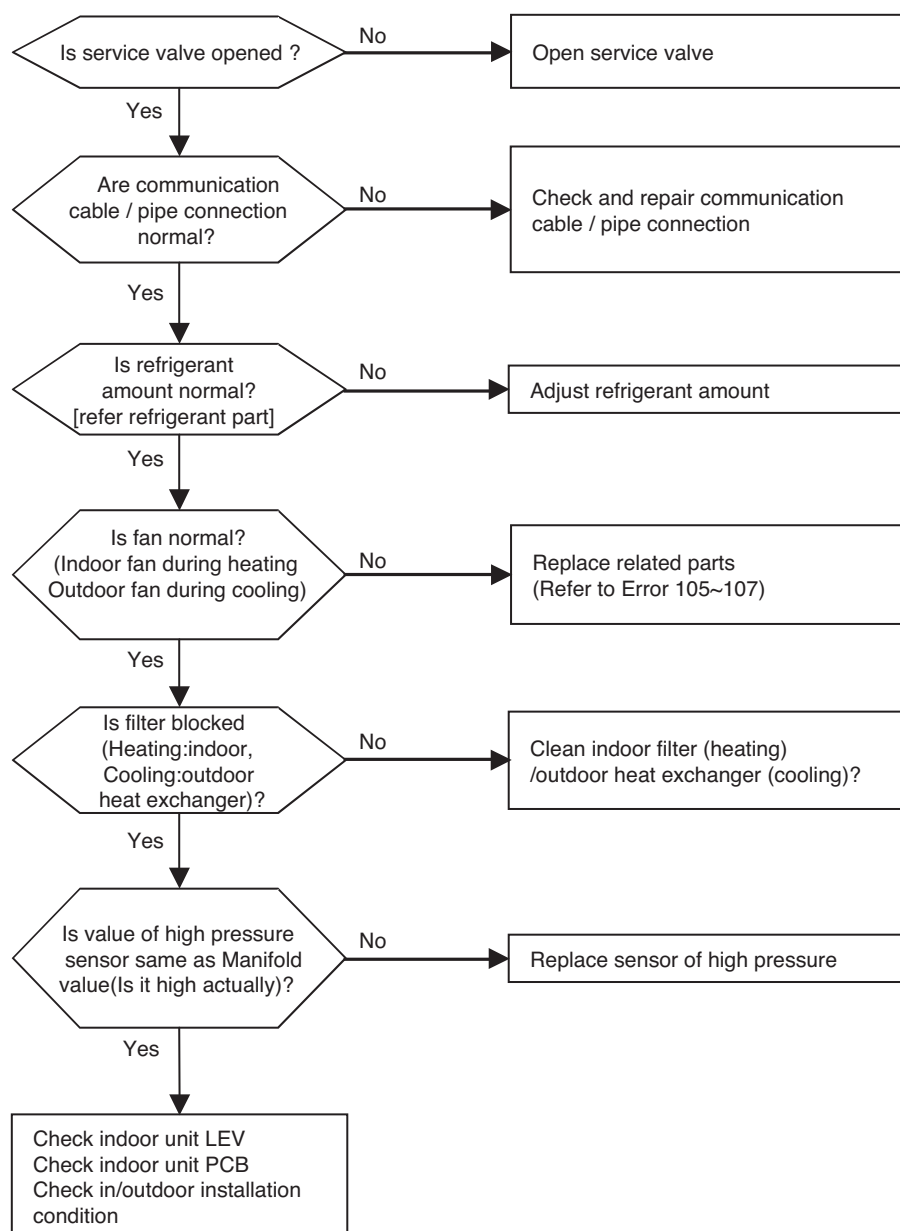 Is service valve opened ?
No
Open service valve
Yes
Are communication
cable / pipe connection
normal?
No
Check and repair communication
cable / pipe connection
Yes
Is refrigerant
amount normal?
[refer refrigerant part]
No
Adjust refrigerant amount
Yes
Is fan normal?
(Indoor fan during heating
Outdoor fan during cooling)
No
Replace related parts
(Refer to Error 105~107)
Yes
Is filter blocked
(Heating:indoor,
Cooling:outdoor
heat exchanger)?
No
Clean indoor filter (heating)
/outdoor heat exchanger (cooling)?
Yes
Is value of high pressure
sensor same as Manifold
value(Is it high actually)?
No
Replace sensor of high pressure
Yes
Check indoor unit LEV
Check indoor unit PCB
Check in/outdoor installation
condition